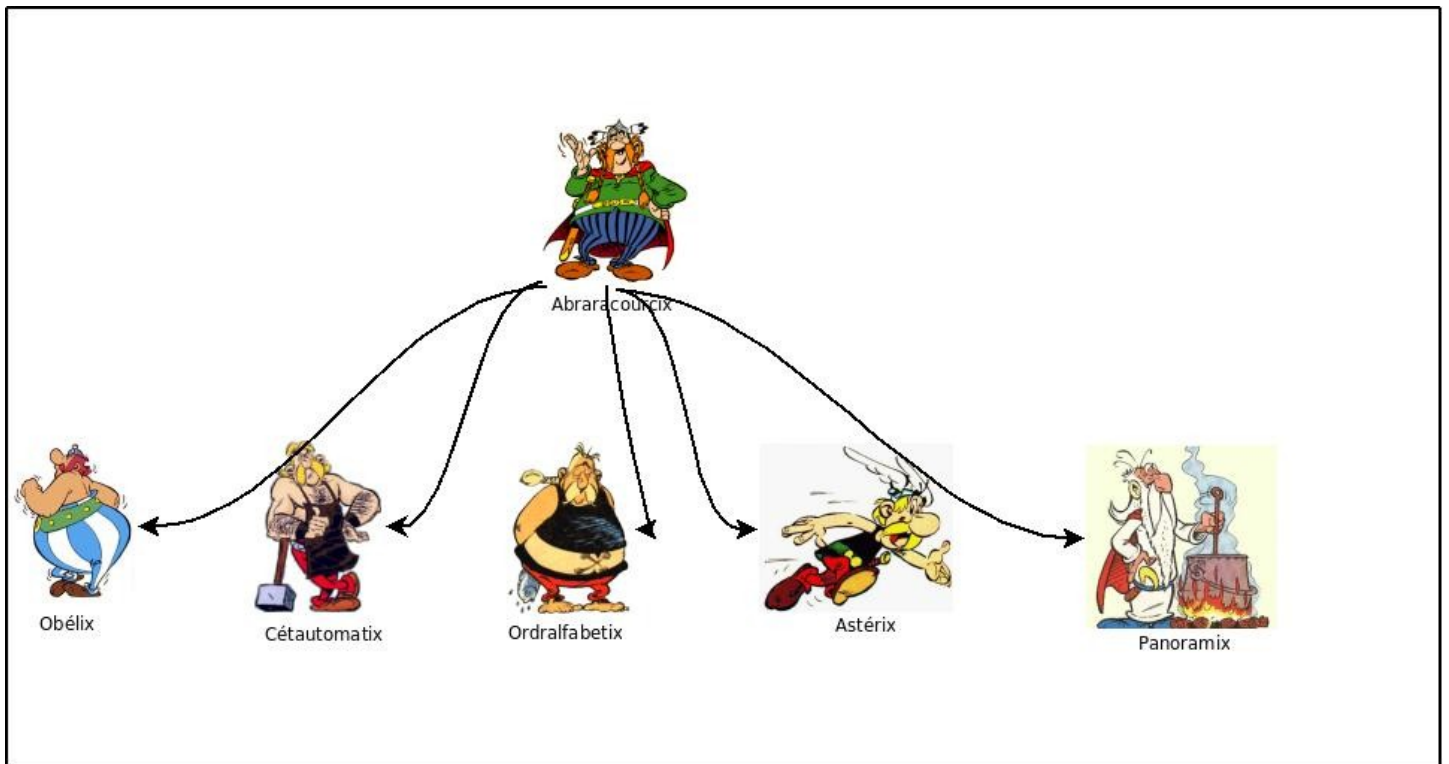 Abraracourcix
Obélix
Cétautomatix
Ordralfabetix
Astérix
Panoramix